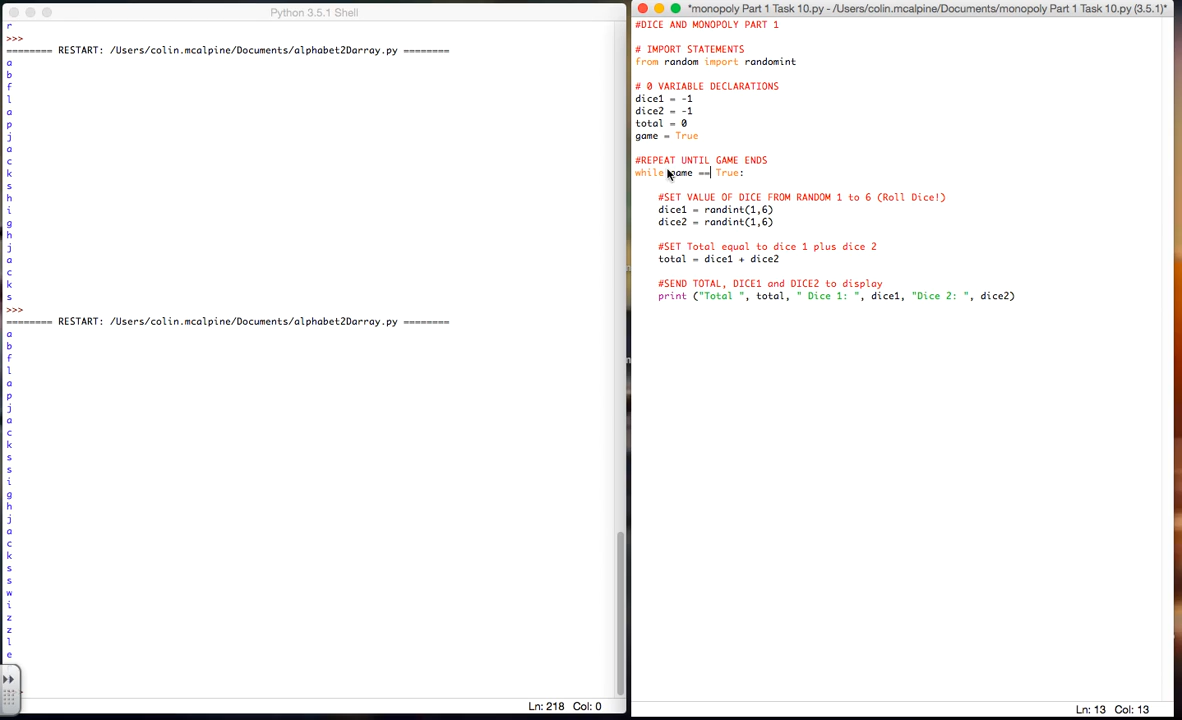 Python 3.5.1 Shell
r
>>>
======== RESTART: /Users/colin.mcalpine/Documents/alphabet2Darray.py ========
a
b
f
l
a
p
j
a
c
k
s
h
i
g
h
j
a
c
k
s
>>>
======== RESTART: /Users/colin.mcalpine/Documents/alphabet2Darray.py ========
a
b
f
l
a
p
j
a
c
k
s
s
i
g
h
j
a
c
k
s
s
w
i
z
z
l
e
Ln: 218 Col: 0
*monopoly Part 1 Task 10.py - /Users/colin.mcalpine/Documents/monopoly Part 1 Task 10.py (3.5.1)*
#DICE AND MONOPOLY PART 1
# IMPORT STATEMENTS
from random import randomint
# 0 VARIABLE DECLARATIONS
dice1 = -1
dice2 = -1
total = 0
game = True
#REPEAT UNTIL GAME ENDS
while game == True:
#SET VALUE OF DICE FROM RANDOM 1 to 6 (Roll Dice!)
dice1 = randint(1,6)
dice2 = randint(1,6)
#SET Total equal to dice 1 plus dice 2
total = dice1 + dice2
#SEND TOTAL, DICE1 and DICE2 to display
print ("Total ", total, " Dice 1: ", dice1, "Dice 2: ", dice2)
Ln: 13 Col: 13